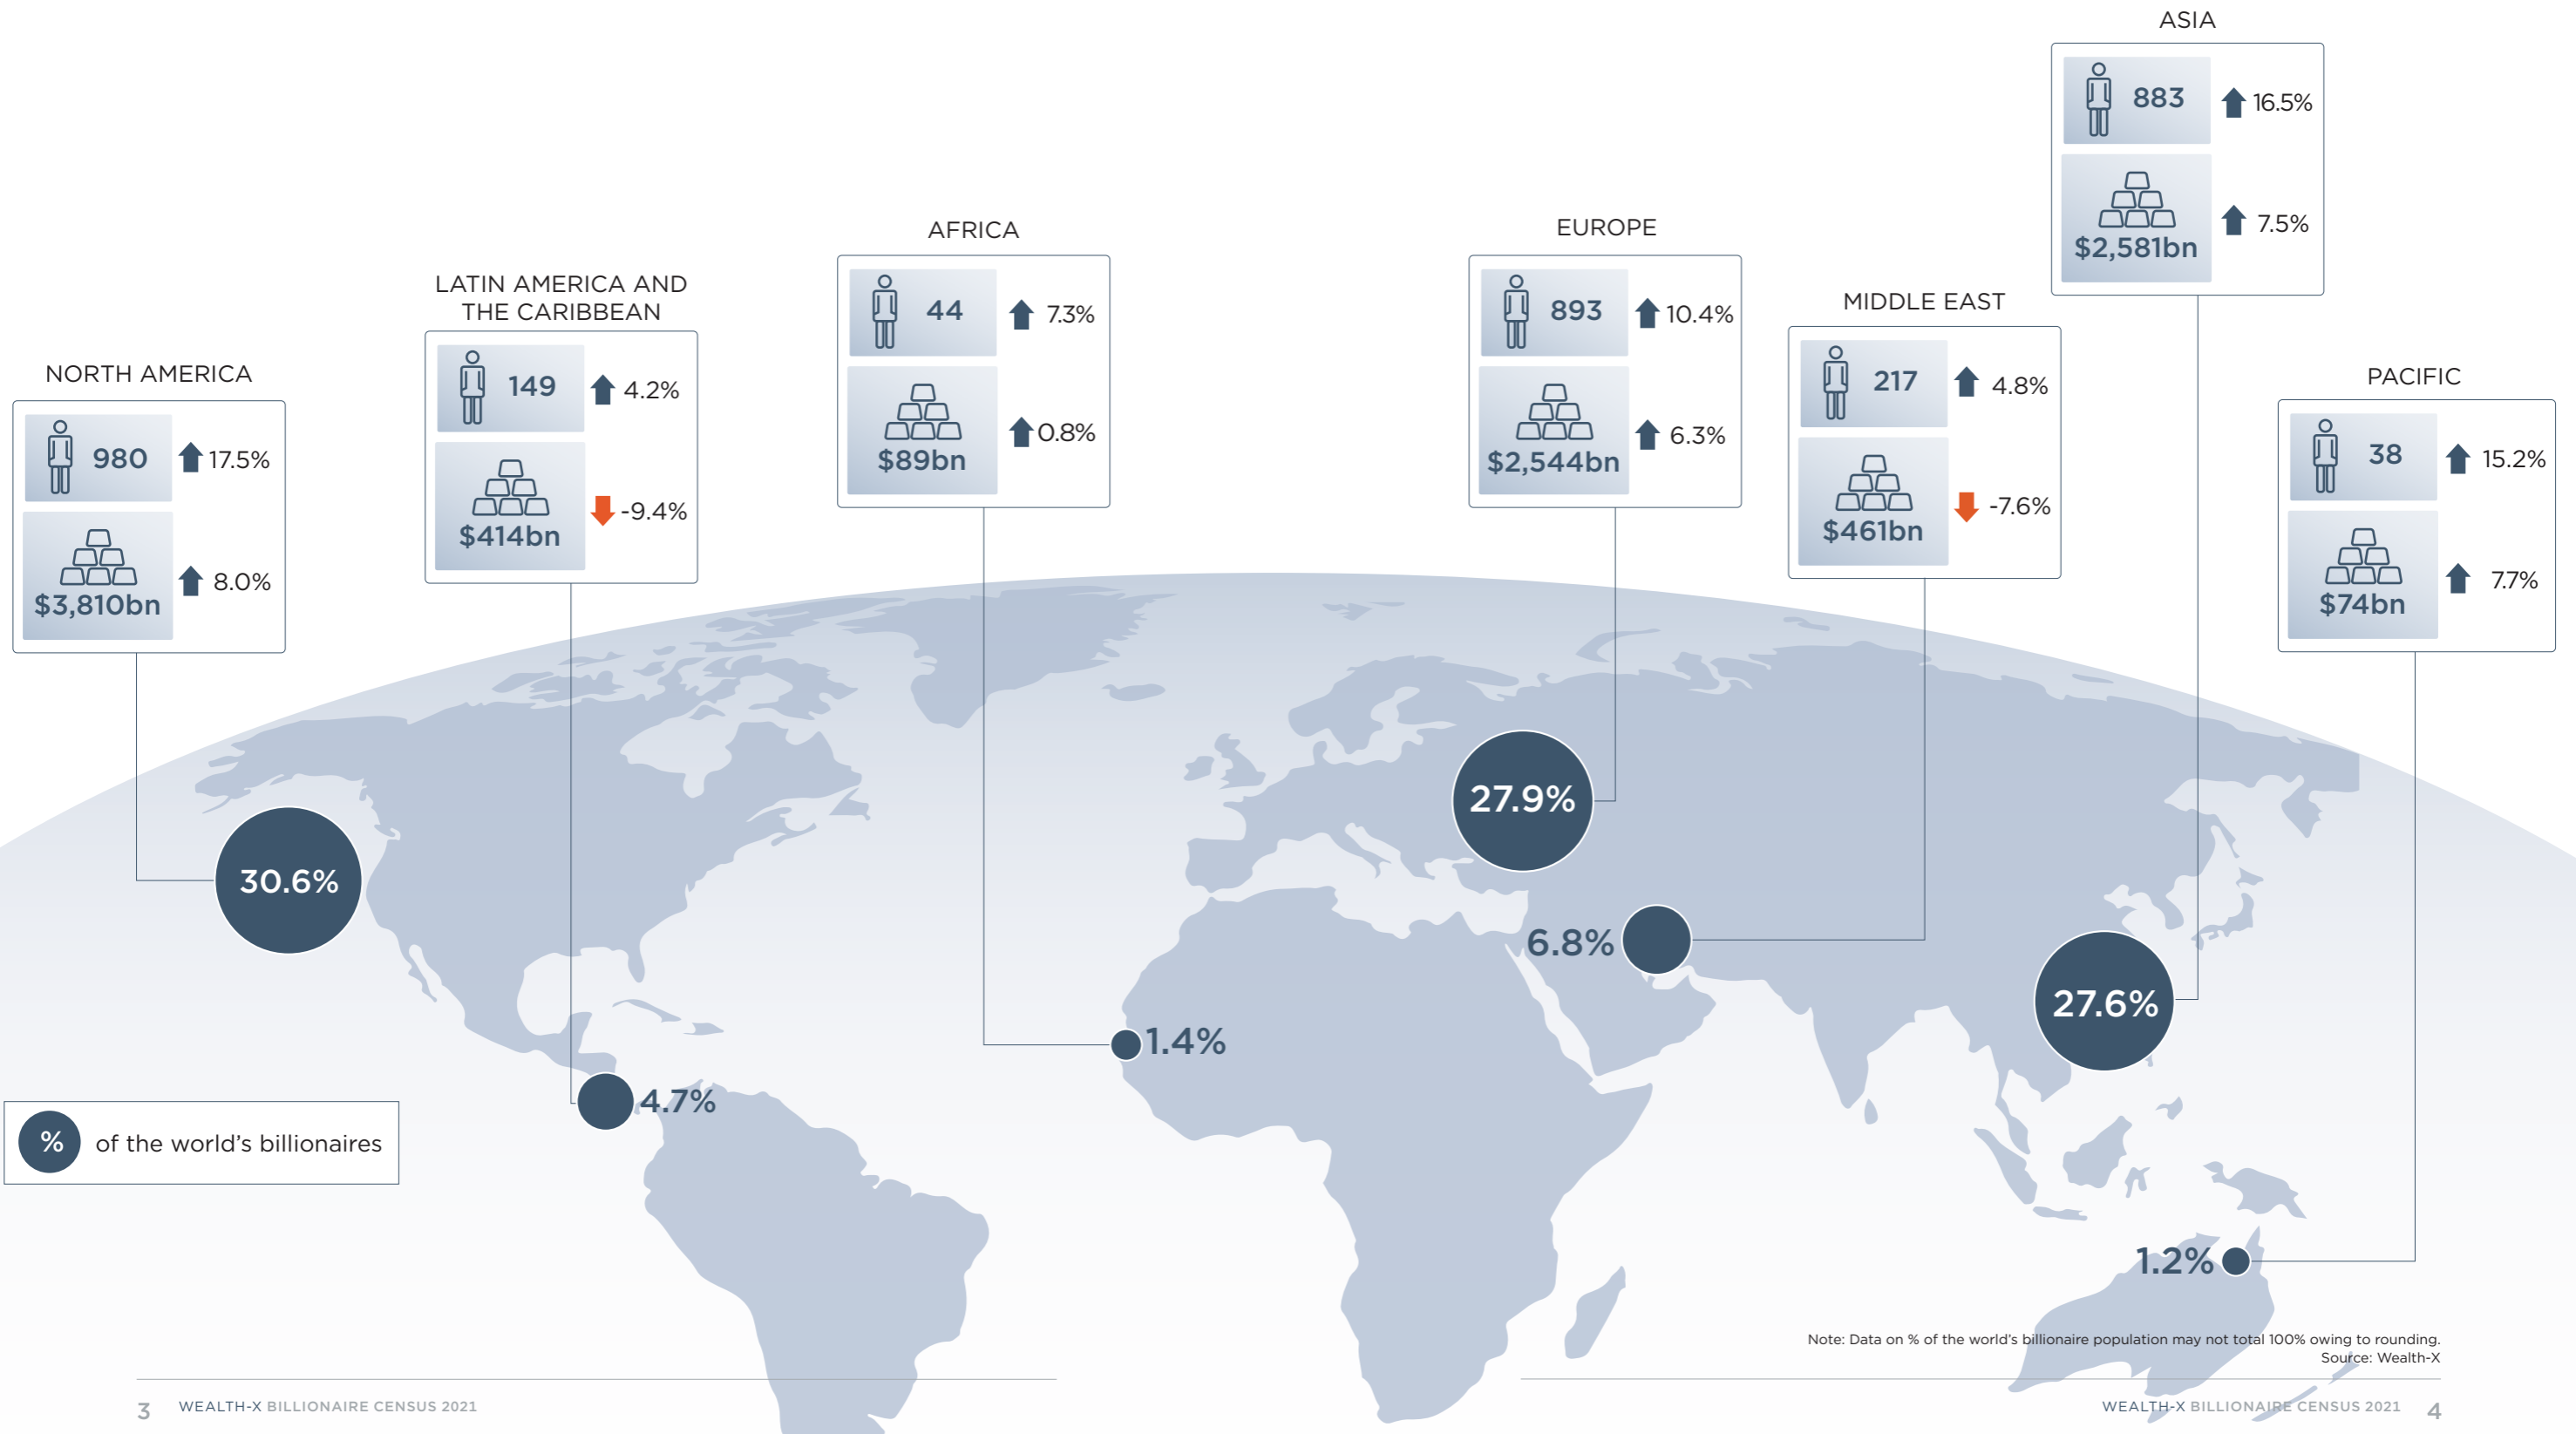 ASIA
883
16.5%
$2,581bn
7.5%
AFRICA
44
7.3%
$89bn
0.8%
EUROPE
893
10.4%
$2,544bn
6.3%
LATIN AMERICA AND
THE CARIBBEAN
149
4.2%
$414bn
-9.4%
MIDDLE EAST
217
4.8%
$461bn
-7.6%
NORTH AMERICA
980
17.5%
$3,810bn
8.0%
PACIFIC
38
15.2%
$74bn
7.7%
27.9%
30.6%
6.8%
27.6%
1.4%
4.7%
% of the world's billionaires
1.2%
Note: Data on % of the world's billionaire population may not total 100% owing to rounding.
Source: Wealth-X
3 WEALTH-X BILLIONAIRE CENSUS 2021
WEALTH-X BILLIONAIRE CENSUS 2021 4